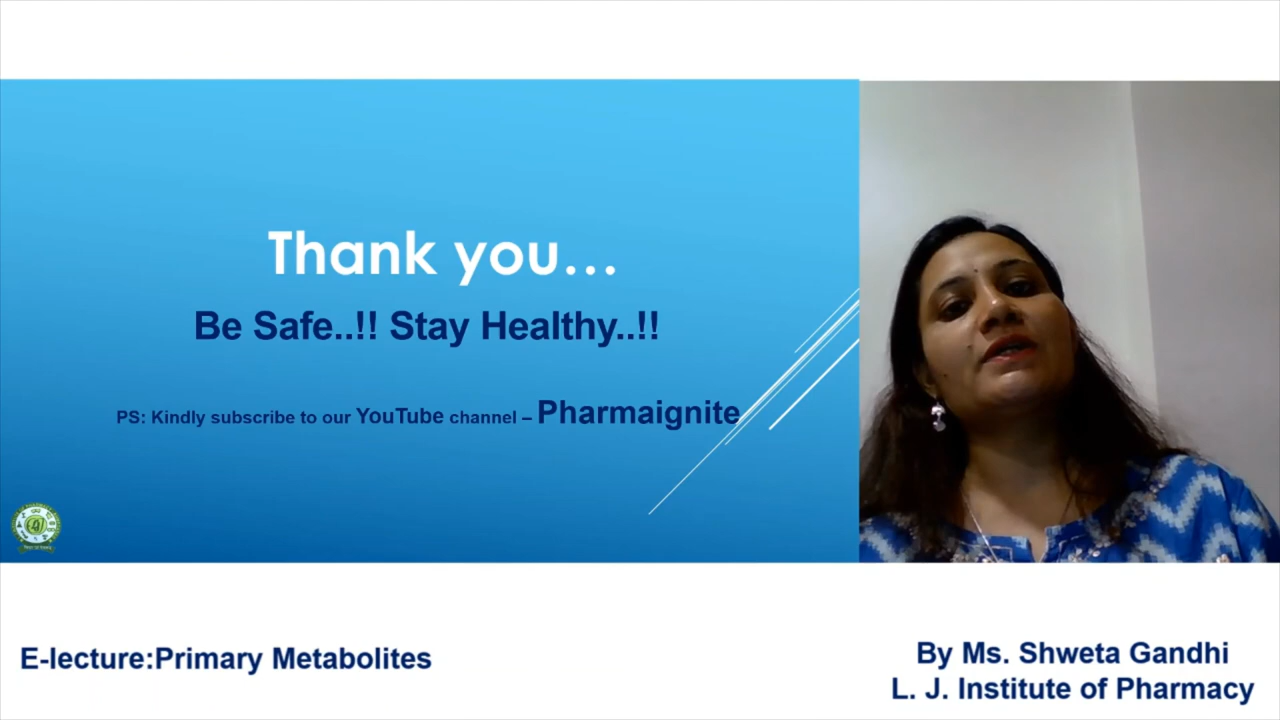 Thank you...
Be Safe..!! Stay Healthy..!!
PS: Kindly subscribe to our YouTube channel – Pharmaignite
E-lecture:Primary Metabolites
By Ms. Shweta Gandhi
L. J. Institute of Pharmacy